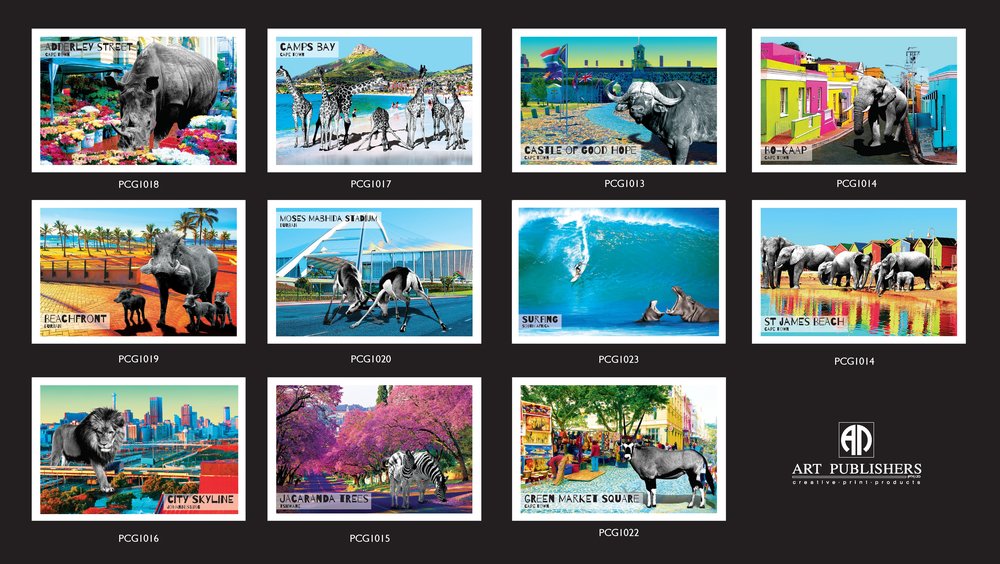 ADDERLEY STREET
CAPE TOWN
PCG1018
CAMPS BAY
CAPE TOWN
PCG1017
CASTLE OF GOOD HOPE
CAPE TOWN
PCG1013
BO-KAAP
CAPE TOWN
PCG1014
BEACHFRONT
DURBAN
PCG1019
MOSES MABHIDA STADIUM
DURBAN
PCG1020
SURFING
SOUTH AFRICA
PCG1023
ST JAMES BEACH
CAPE TOWN
PCG1014
CITY SKYLINE
JOHANNESBURG
PCG1016
JACARANDA TREES
TSHWANE
PCG1015
GREEN MARKET SQUARE
CAPE TOWN
PCG1022
ART PUBLISHERS
creative-print-products